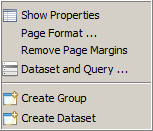 Show Properties
Page Format ...
Remove Page Margins
Dataset and Query ...
Create Group
Create Dataset